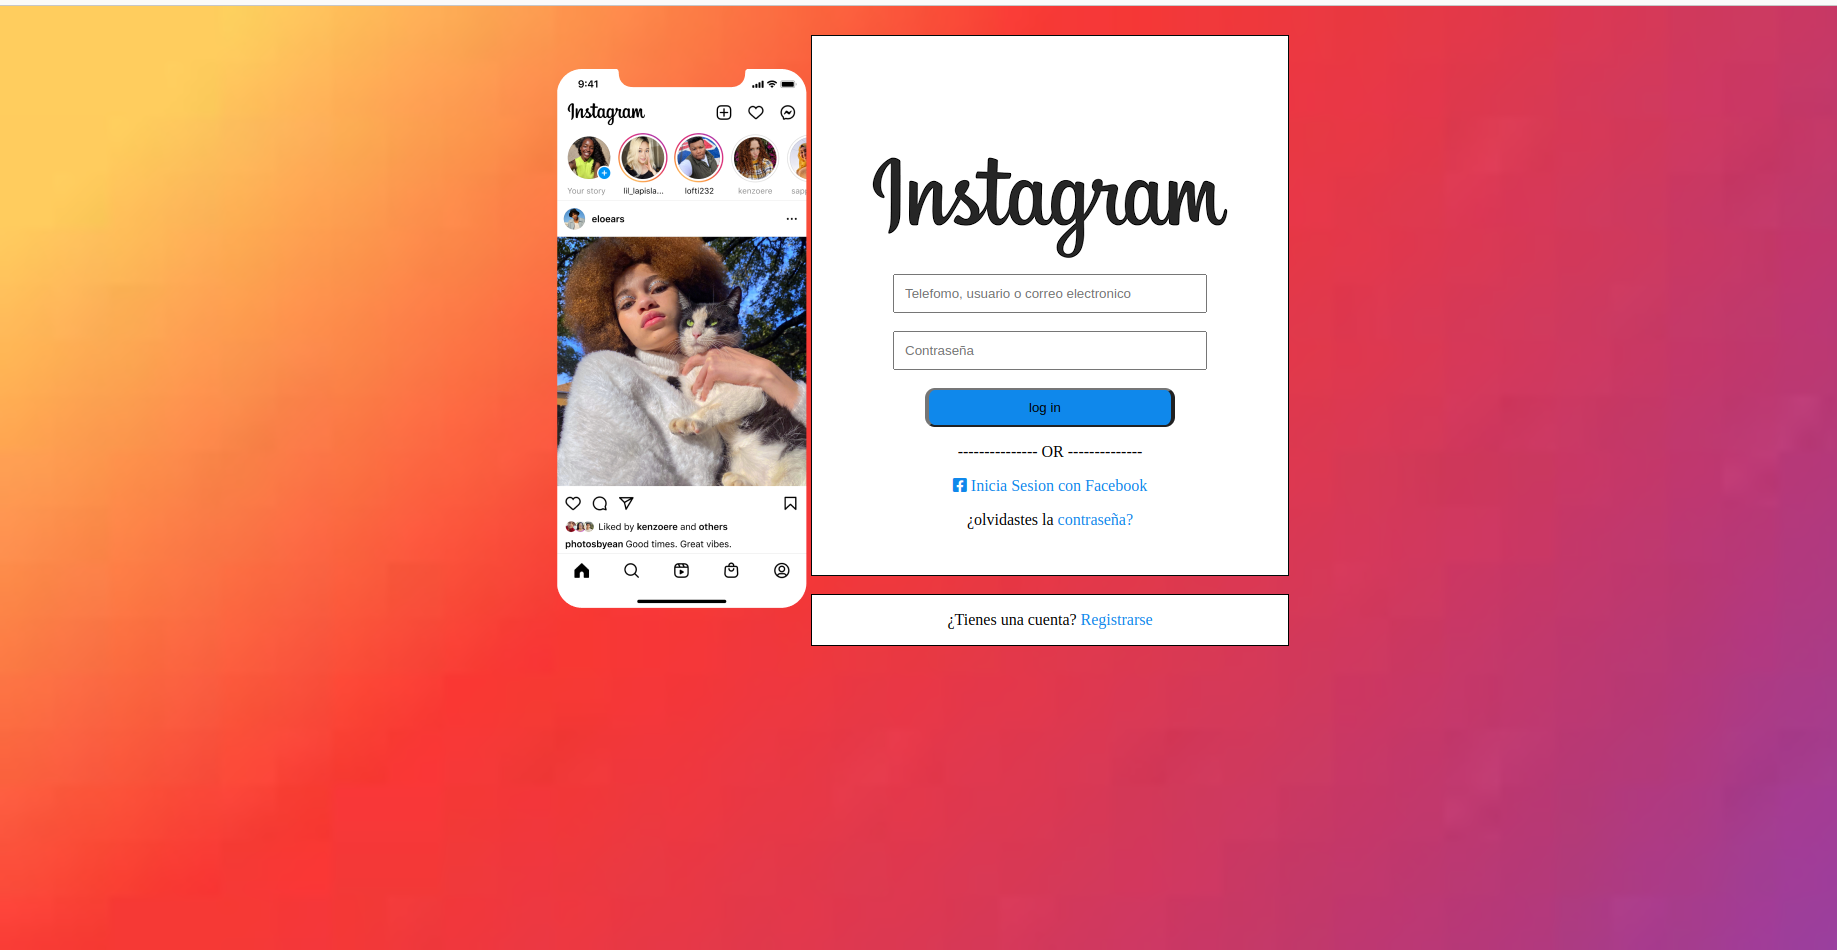 9:41
Instagram
Your story lil_lapisla... lofti232 kenzoere sapp
eloears
Liked by kenzoere and others
photosbyean Good times. Great vibes.
Instagram
Telefomo, usuario o correo electronico
Contraseña
log in
--------------- OR --------------
Inicia Sesion con Facebook
¿olvidastes la contraseña?
¿Tienes una cuenta? Registrarse